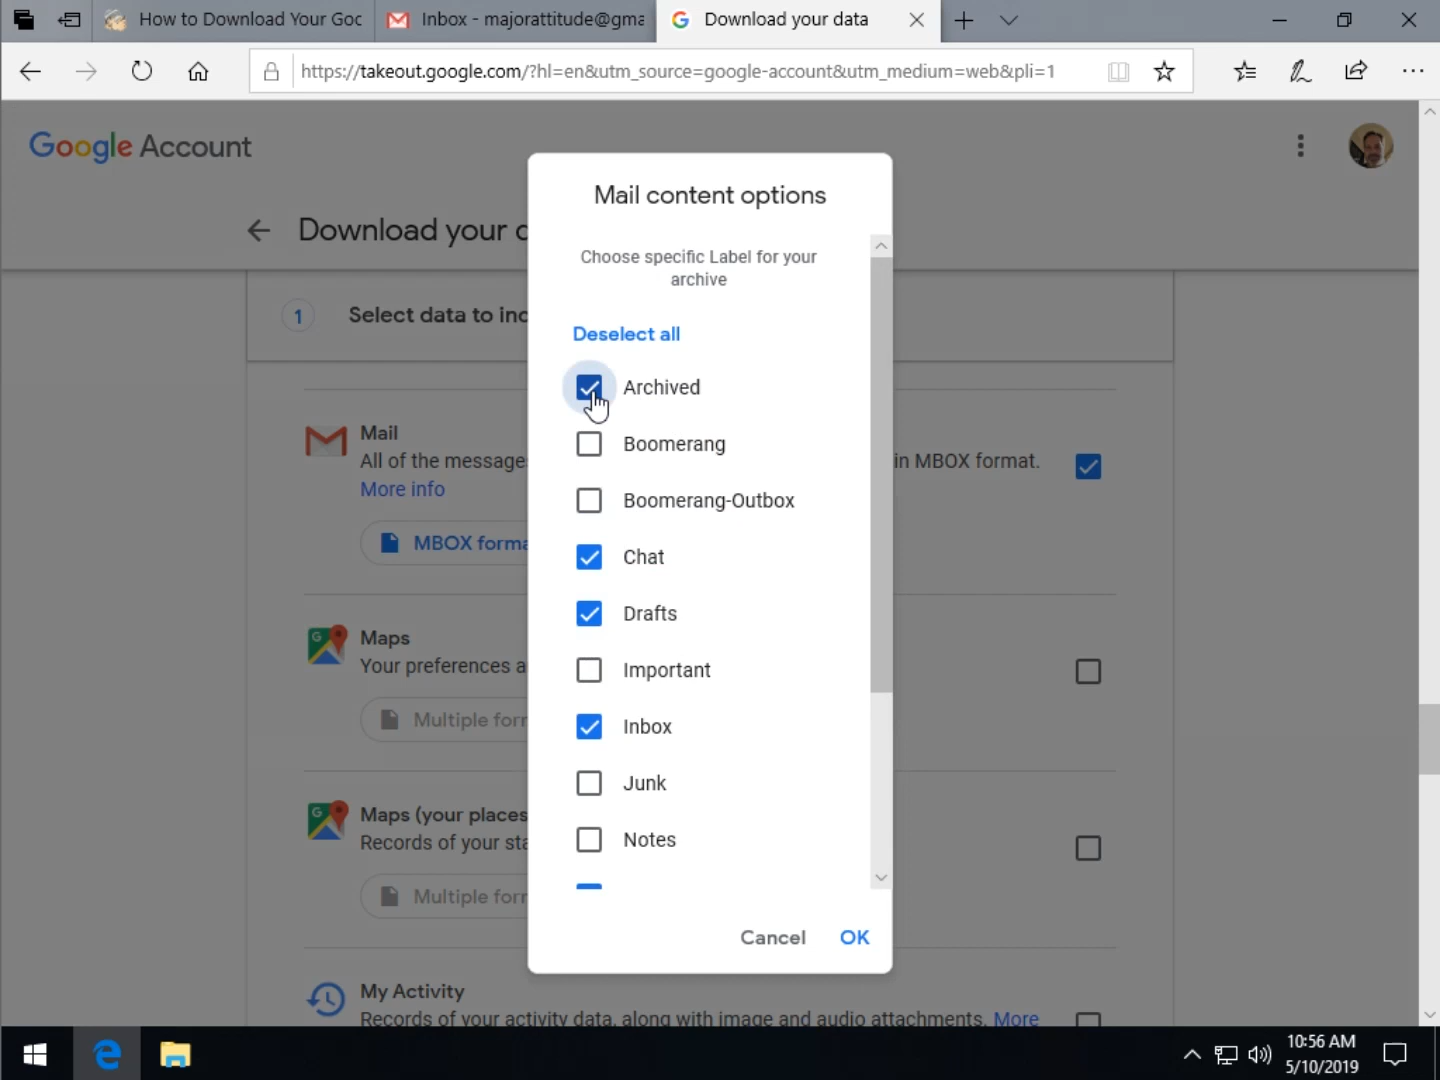 How to Download Your Goo
Inbox - majorattitude@gma
Download your data
https://takeout.google.com/?hl=en&utm_source=google-account&utm_medium=web&pli=1
Google Account
Download your d
1
Select data to inc
Mail
All of the message
in MBOX format.
More info
MBOX forma
Maps
Your preferences a
Multiple forr
Maps (your places
Records of your sta
Multiple forr
My Activity
Records of your activity data, along with image and audio attachments. More
Mail content options
Choose specific Label for your
archive
Deselect all
Archived
Boomerang
Boomerang-Outbox
Chat
Drafts
Important
Inbox
Junk
Notes
Cancel
OK
10:56 AM
5/10/2019